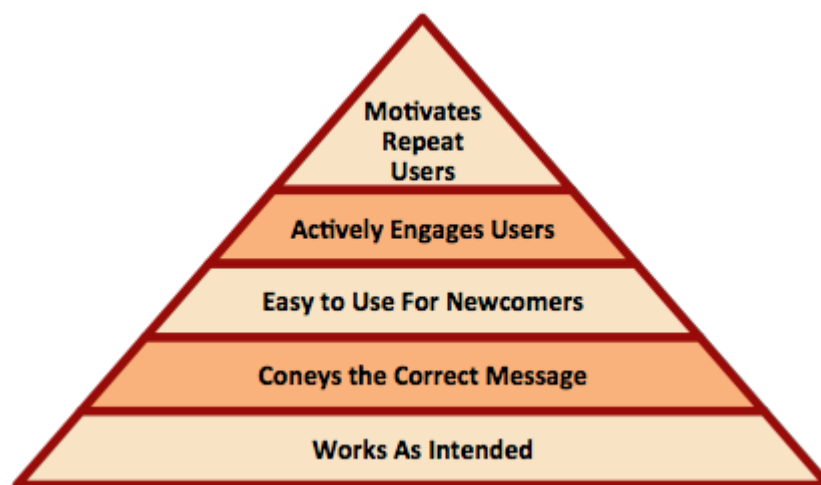 Motivates
Repeat
Users
Actively Engages Users
Easy to Use For Newcomers
Coneys the Correct Message
Works As Intended